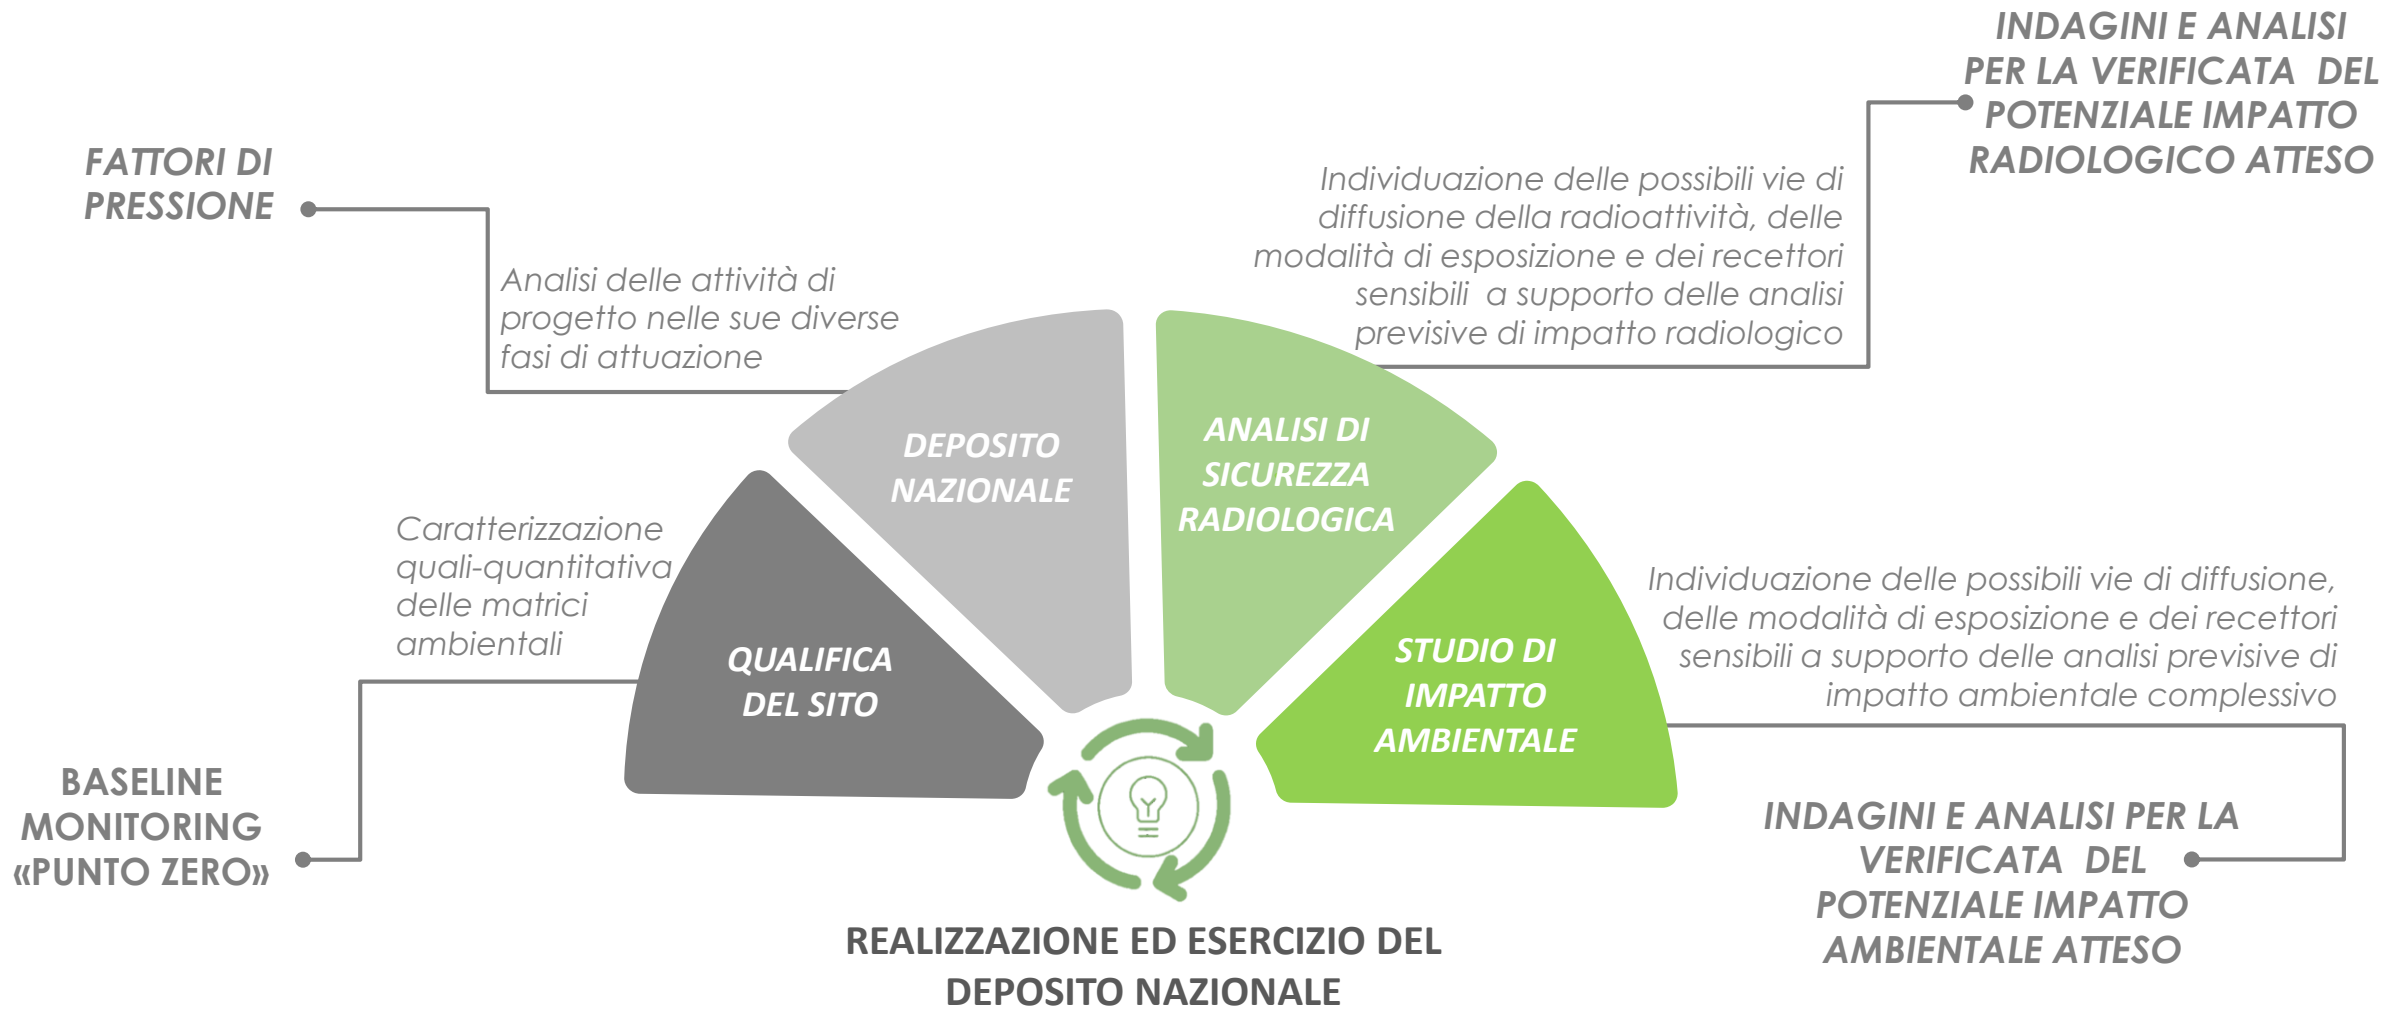 FATTORI DI
PRESSIONE
Analisi delle attività di
progetto nelle sue diverse
fasi di attuazione
INDAGINI E ANALISI
PER LA VERIFICATA DEL
POTENZIALE IMPATTO
RADIOLOGICO ATTESO
Individuazione delle possibili vie di
diffusione della radioattività, delle
modalità di esposizione e dei recettori
sensibili a supporto delle analisi
previsive di impatto radiologico
DEPOSITO
NAZIONALE
ANALISI DI
SICUREZZA
RADIOLOGICA
Caratterizzazione
quali-quantitativa
delle matrici
ambientali
QUALIFICA
DEL SITO
STUDIO DI
IMPATTO
AMBIENTALE
Individuazione delle possibili vie di diffusione,
delle modalità di esposizione e dei recettori
sensibili a supporto delle analisi previsive di
impatto ambientale complessivo
BASELINE
MONITORING
«PUNTO ZERO»
INDAGINI E ANALISI PER LA
VERIFICATA DEL
POTENZIALE IMPATTO
AMBIENTALE ATTESO
REALIZZAZIONE ED ESERCIZIO DEL
DEPOSITO NAZIONALE